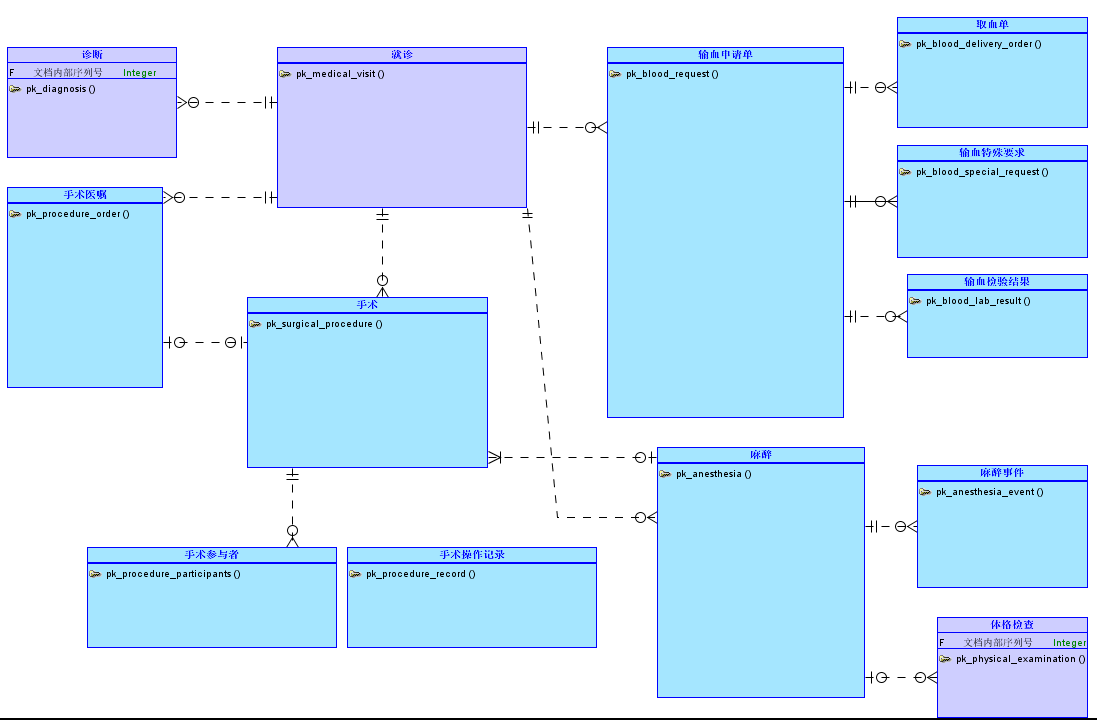 取血单
pk_blood_delivery_order ()
诊断
F 文档内部序列号 Integer
pk_diagnosis ()
就诊
pk_medical_visit ()
输血申请单
pk_blood_request ()
输血特殊要求
pk_blood_special_request ()
手术医嘱
pk_procedure_order ()
输血检验结果
pk_blood_lab_result ()
手术
pk_surgical_procedure ()
麻醉
pk_anesthesia ()
麻醉事件
pk_anesthesia_event ()
手术参与者
pk_procedure_participants ()
手术操作记录
pk_procedure_record ()
体格检查
F 文档内部序列号 Integer
pk_physical_examination ()